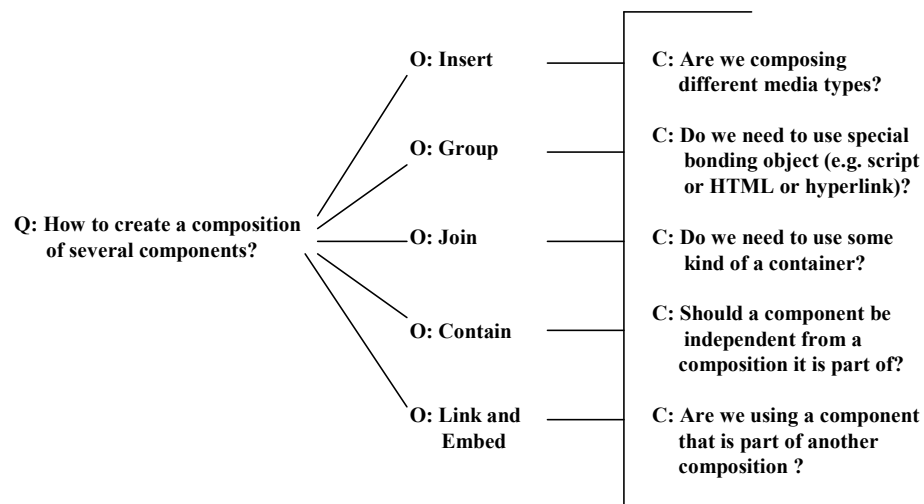 Q: How to create a composition
of several components?
O: Insert
O: Group
O: Join
O: Contain
O: Link and
Embed
C: Are we composing
different media types?
C: Do we need to use special
bonding object (e.g. script
or HTML or hyperlink)?
C: Do we need to use some
kind of a container?
C: Should a component be
independent from a
composition it is part of?
C: Are we using a component
that is part of another
composition ?